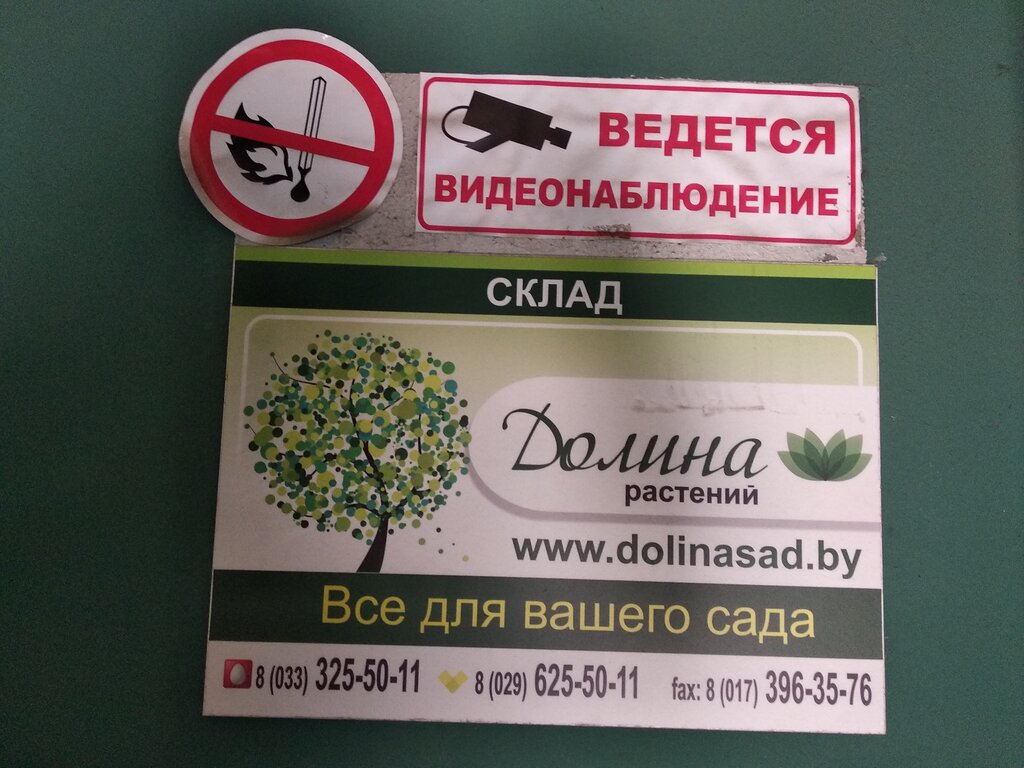 ВЕДЕТСЯ
ВИДЕОНАБЛЮДЕНИЕ
СКЛАД
Долина
растений
www.dolinasad.by
Все для вашего сада
8 (033) 325-50-11 8 (029) 625-50-11 fax: 8 (017) 396-35-76